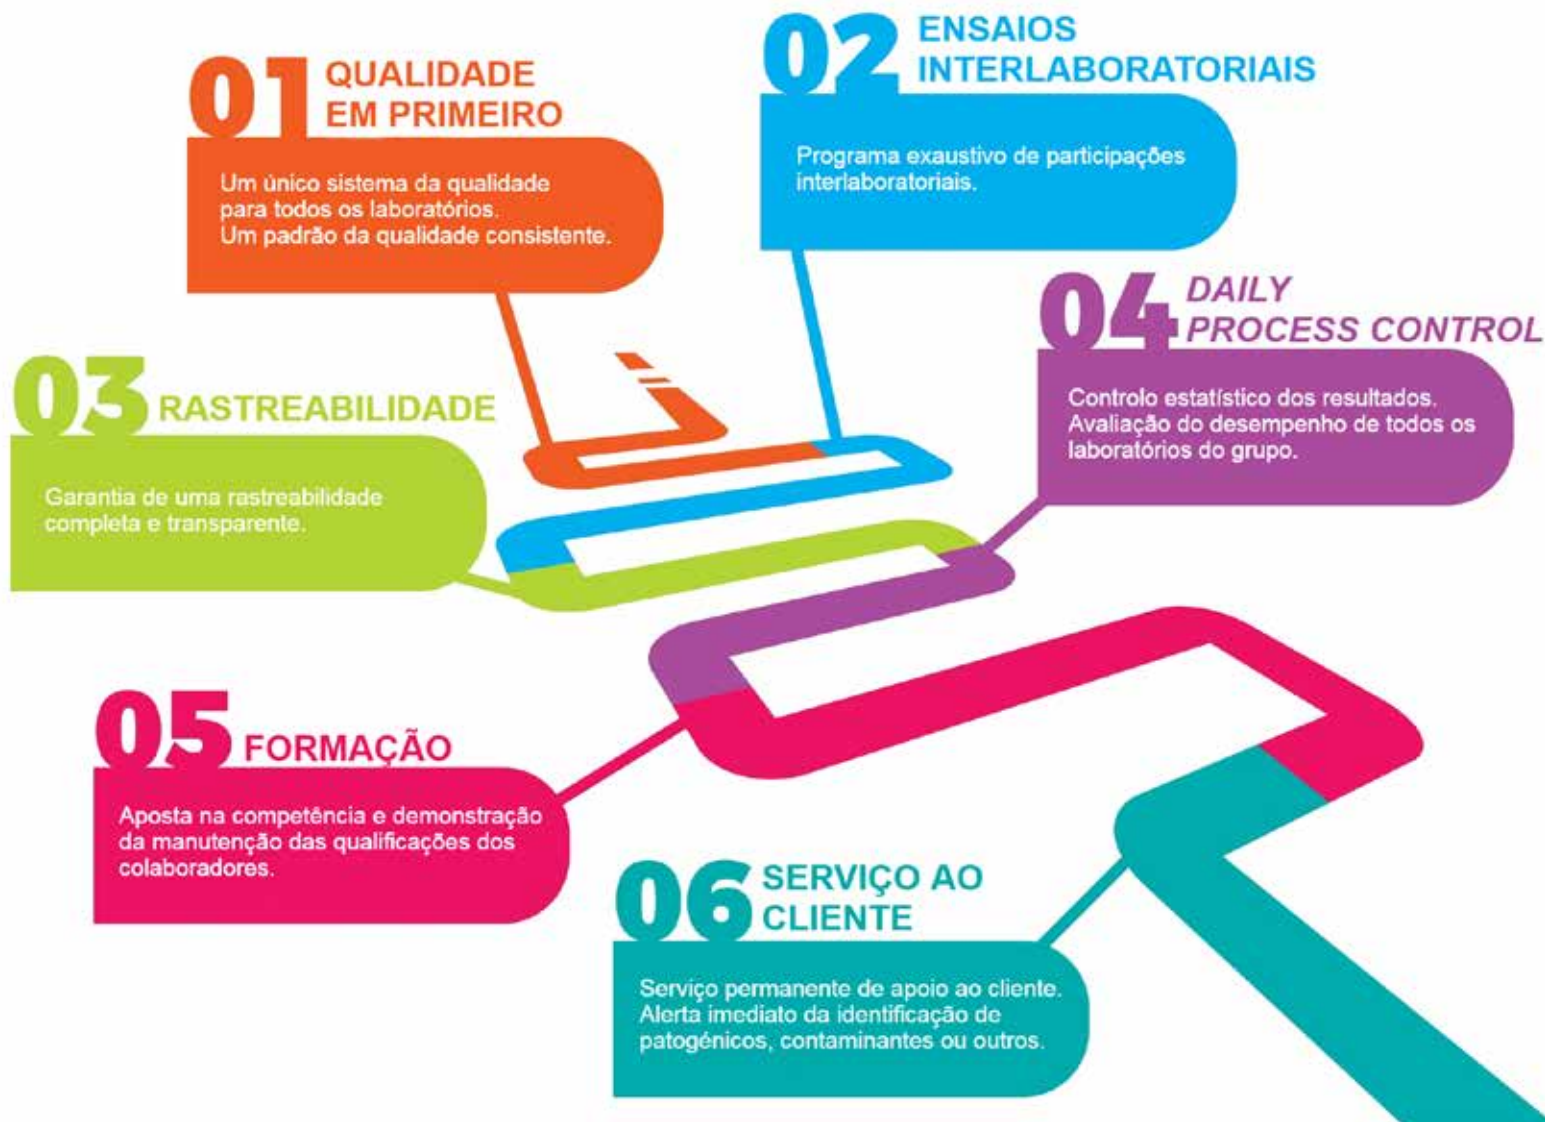 01 QUALIDADE
EM PRIMEIRO
Um único sistema da qualidade
para todos os laboratórios.
Um padrão da qualidade consistente.
02 ENSAIOS
INTERLABORATORIAIS
Programa exaustivo de participações
interlaboratoriais.
03 RASTREABILIDADE
Garantia de uma rastreabilidade
completa e transparente.
04 DAILY
PROCESS CONTROL
Controlo estatístico dos resultados.
Avaliação do desempenho de todos os
laboratórios do grupo.
05 FORMAÇÃO
Aposta na competência e demonstração
da manutenção das qualificações dos
colaboradores.
06 SERVIÇO AO
CLIENTE
Serviço permanente de apoio ao cliente.
Alerta imediato da identificação de
patogénicos, contaminantes ou outros.